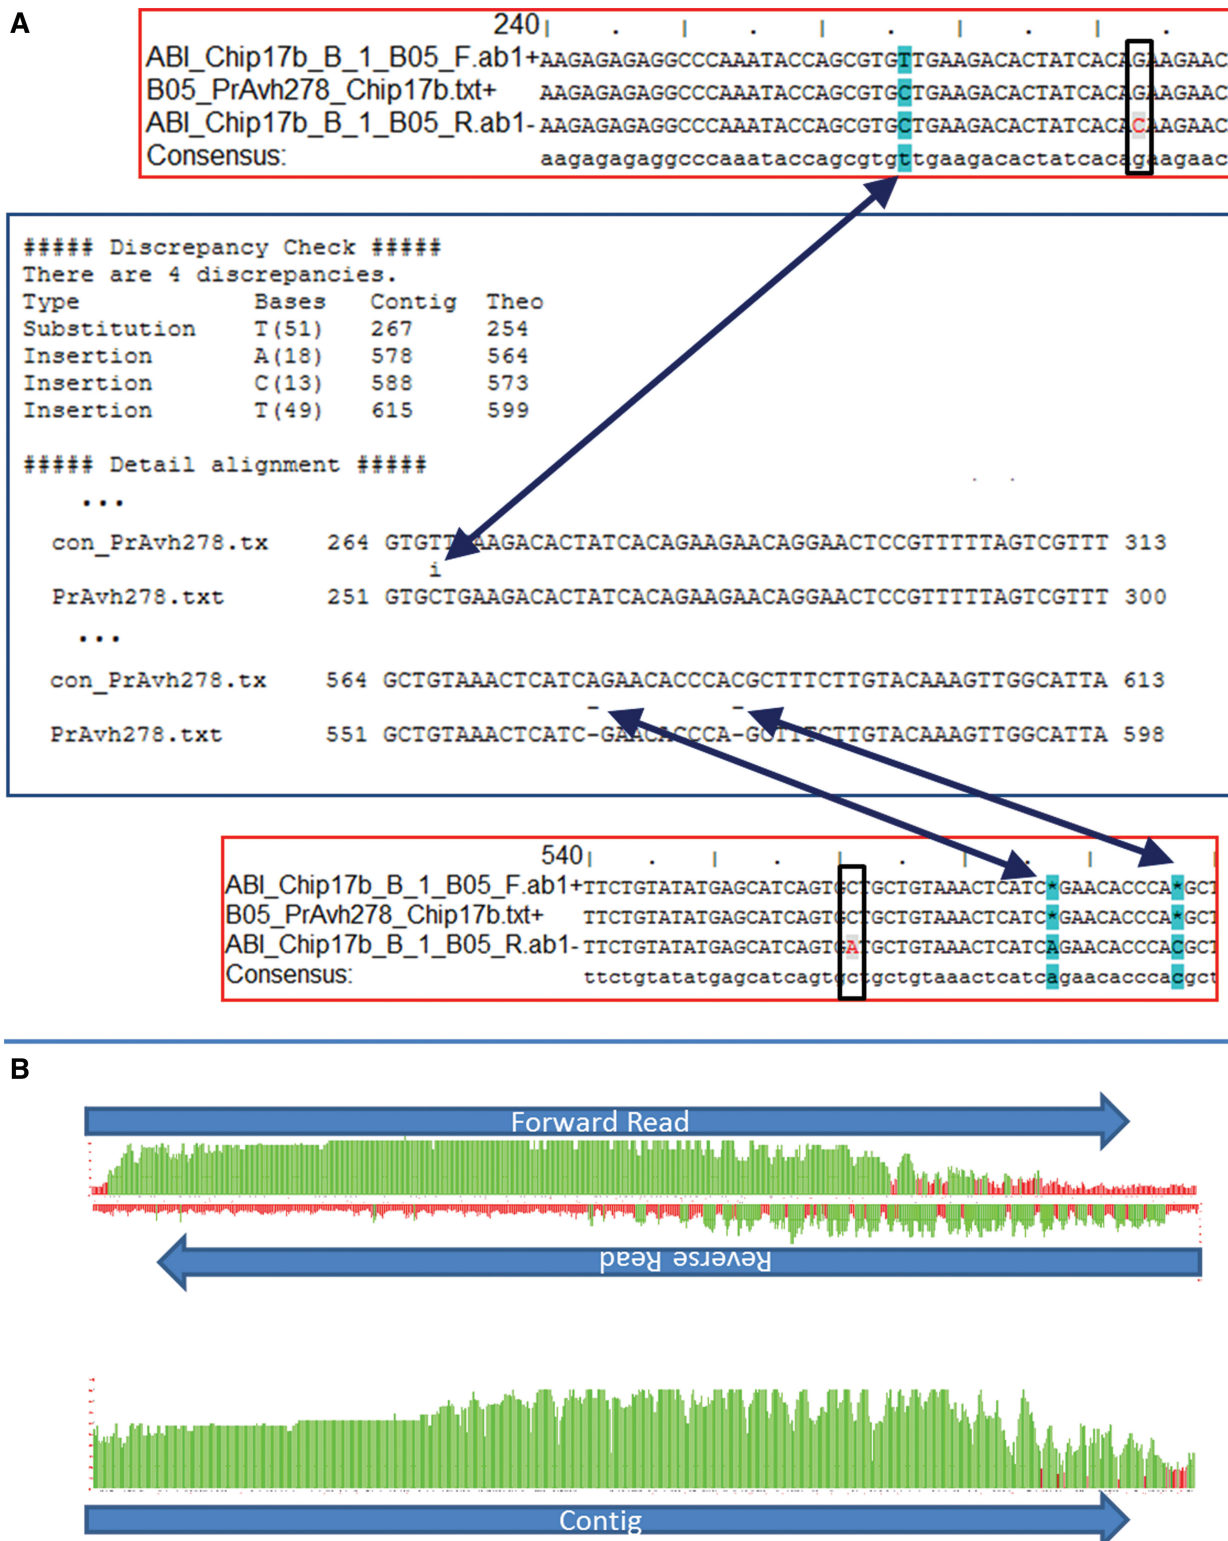 A
240| . | . | . | . | .
ABI_Chip17b_B_1_B05_F.ab1+AAGAGAGAGGCCCAAATACCAGCGTGTTGAAGACACTATCACAGAAGAAC
B05_PrAvh278_Chip17b.txt+ AAGAGAGAGGCCCAAATACCAGCGTGCTGAAGACACTATCACAGAAGAAC
ABI_Chip17b_B_1_B05_R.ab1-AAGAGAGAGGCCCAAATACCAGCGTGCTGAAGACACTATCACACAAGAAC
Consensus: aagagagaggcccaaataccagcgtgttgaagacactatcacagaagaac
##### Discrepancy Check #####
There are 4 discrepancies.
Type Bases Contig Theo
Substitution T(51) 267 254
Insertion A(18) 578 564
Insertion C(13) 588 573
Insertion T(49) 615 599
##### Detail alignment #####
...
con_PrAvh278.tx 264 GTGTT AAGACACTATCACAGAAGAACAGGAACTCCGTTTTTAGTCGTTT 313
i
PrAvh278.txt 251 GTGCTGAAGACACTATCACAGAAGAACAGGAACTCCGTTTTTAGTCGTTT 300
...
con_PrAvh278.tx 564 GCTGTAAACTCATCAGAACACCCACGCTTTCTTGTACAAAGTTGGCATTA 613
- -
PrAvh278.txt 551 GCTGTAAACTCATC-GAACACCCA-GCTTTCTTGTACAAAGTTGGCATTA 598
540| . | . | . | . | .
ABI_Chip17b_B_1_B05_F.ab1+TTCTGTATATGAGCATCAGTGCTGCTGTAAACTCATC*GAACACCCA*GCT
B05_PrAvh278_Chip17b.txt+ TTCTGTATATGAGCATCAGTGCTGCTGTAAACTCATC*GAACACCCA*GCT
ABI_Chip17b_B_1_B05_R.ab1-TTCTGTATATGAGCATCAGTGATGCTGTAAACTCATCAGAACACCCACGCT
Consensus: ttctgtatatgagcatcagtgctgctgtaaactcatcagaacacccacgct
B
Forward Read
Reverse Read
Contig